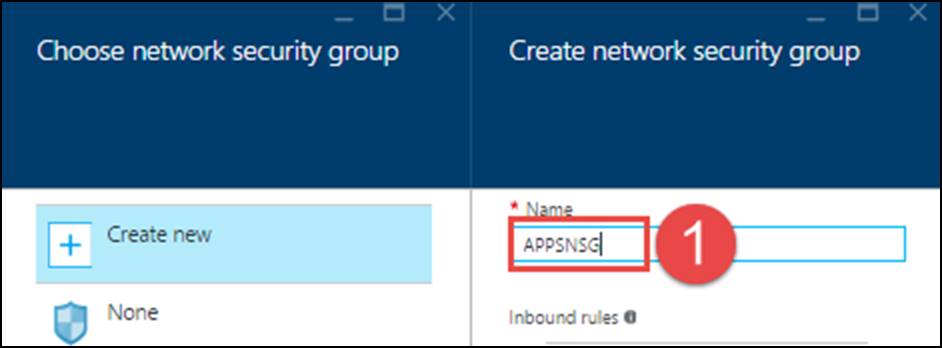 Choose network security group
Create new
None
Create network security group
* Name
APPSNSG
1
Inbound rules